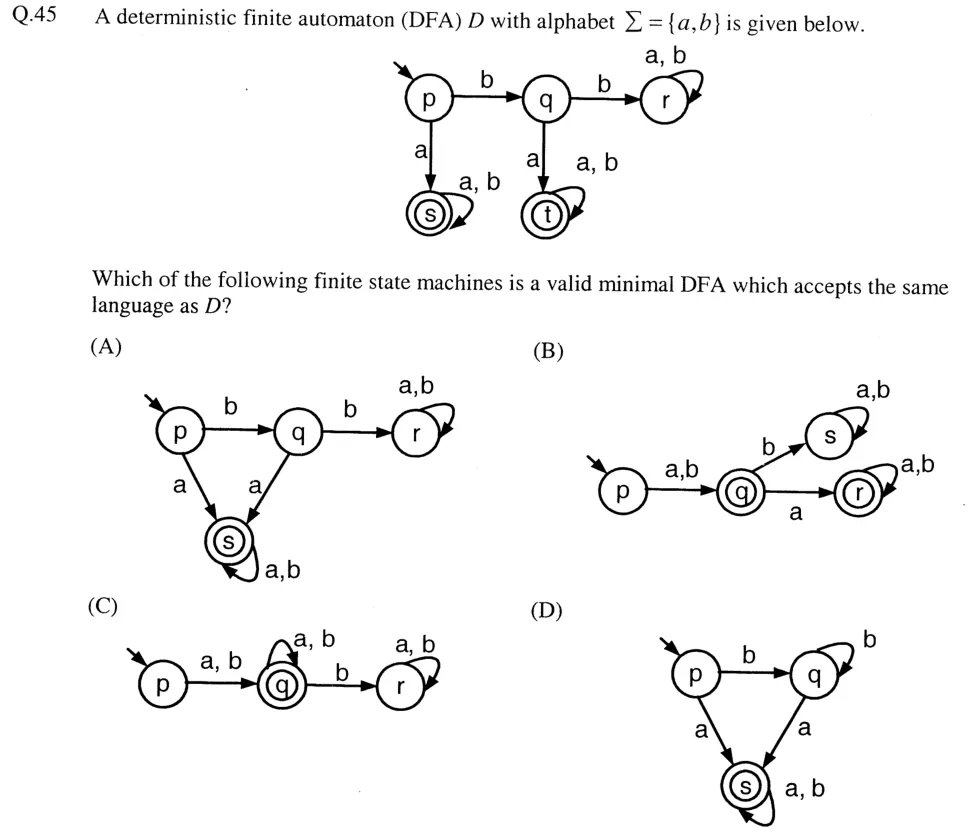 Q.45 A deterministic finite automaton (DFA) D with alphabet Σ = {a,b} is given below.
a, b
b b
p q r
a a a, b
a, b
s t
Which of the following finite state machines is a valid minimal DFA which accepts the same
language as D?
(A) (B)
a,b a,b
b b b s
p q r a,b a,b
p q r
a a a
s
a,b
(C) (D)
a, b a, b b
a, b b b
p q r p q
a a
s a, b